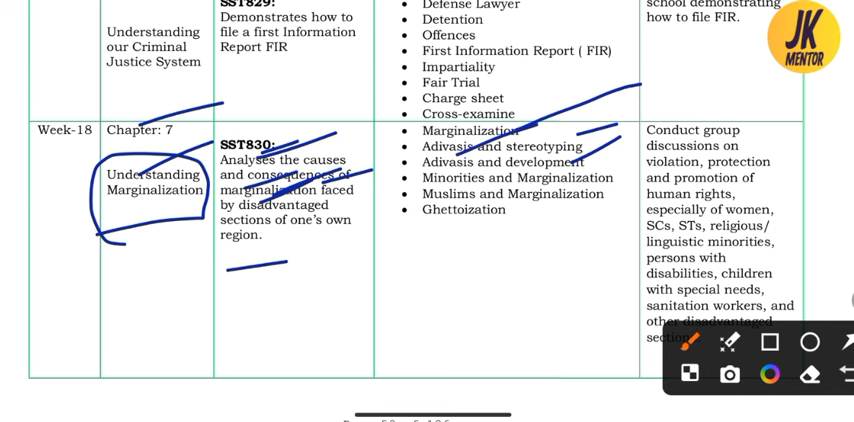 SST829:
Demonstrates how to
file a first Information
Report FIR
Understanding
our Criminal
Justice System
Defense Lawyer
Detention
Offences
First Information Report ( FIR)
Impartiality
Fair Trial
Charge sheet
Cross-examine
school demonstrating
how to file FIR.
JK
MENTOR
Week-18
Chapter: 7
Understanding
Marginalization
SST830:
Analyses the causes
and consequences of
marginalization faced
by disadvantaged
sections of one's own
region.
Marginalization
Adivasis and stereotyping
Adivasis and development
Minorities and Marginalization
Muslims and Marginalization
Ghettoization
Conduct group
discussions on
violation, protection
and promotion of
human rights,
especially of women,
SCs, STs, religious/
linguistic minorities,
persons with
disabilities, children
with special needs,
sanitation workers, and
other disadvantaged